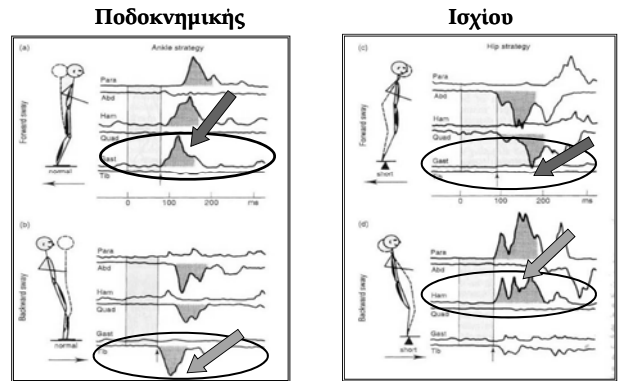 Ποδοκνημικής
Ισχίου
(a)
Ankle strategy
Forward sway
Para
Abd
Ham
Quad
Gast
Tib
normal
0 100 200 ms
(b)
Backward sway
Para
Abd
Ham
Quad
Gast
Tib
normal
(c)
Hip strategy
Forward sway
Para
Abd
Ham
Quad
Gast
short
0 100 200 ms
(d)
Backward sway
Para
Abd
Ham
Quad
Gast
Tib
short